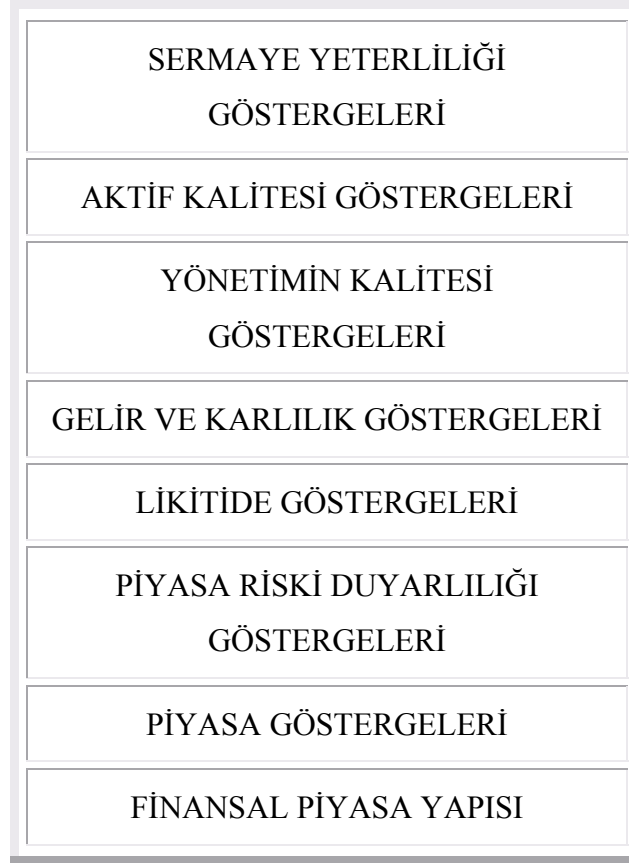 SERMAYE YETERLİLİĞİ
GÖSTERGELERİ
AKTİF KALİTESİ GÖSTERGELERİ
YÖNETİMİN KALİTESİ
GÖSTERGELERİ
GELİR VE KARLILIK GÖSTERGELERİ
LİKİTİDE GÖSTERGELERİ
PİYASA RİSKİ DUYARLILIĞI
GÖSTERGELERİ
PİYASA GÖSTERGELERİ
FİNANSAL PİYASA YAPISI